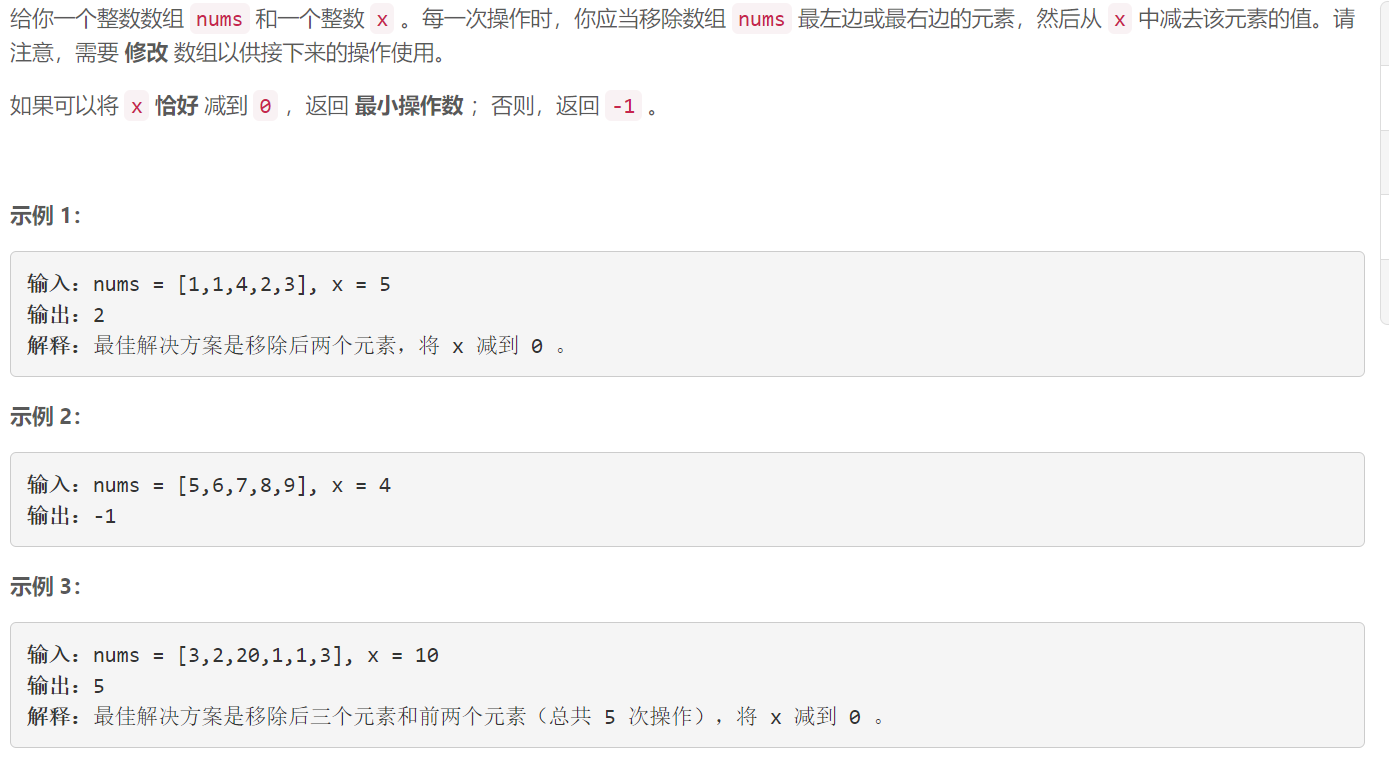 给你一个整数数组 nums 和一个整数 x 。每一次操作时，你应当移除数组 nums 最左边或最右边的元素，然后从 x 中减去该元素的值。请
注意，需要 修改 数组以供接下来的操作使用。
如果可以将 x 恰好 减到 0 ，返回 最小操作数 ；否则，返回 -1 。
示例 1：
输入：nums = [1,1,4,2,3], x = 5
输出：2
解释：最佳解决方案是移除后两个元素，将 x 减到 0 。
示例 2：
输入：nums = [5,6,7,8,9], x = 4
输出：-1
示例 3：
输入：nums = [3,2,20,1,1,3], x = 10
输出：5
解释：最佳解决方案是移除后三个元素和前两个元素（总共 5 次操作），将 x 减到 0 。